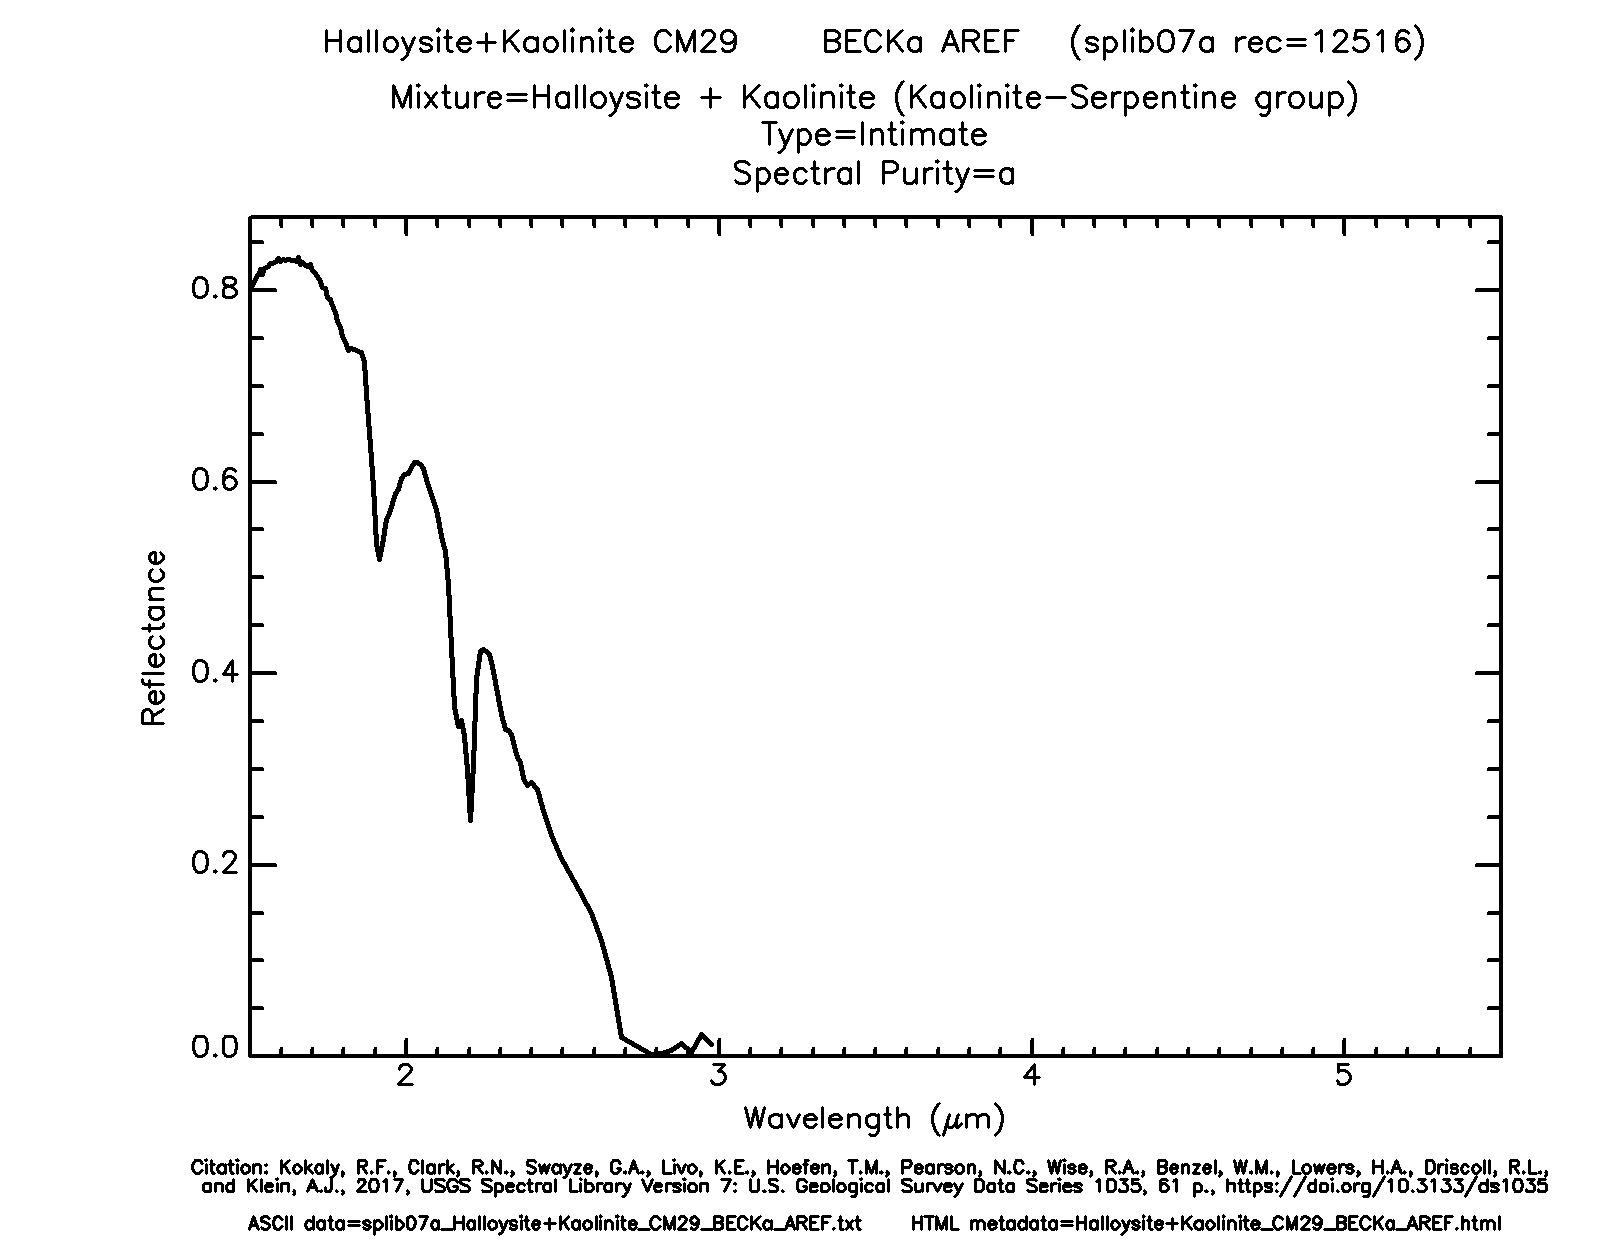 Halloysite+Kaolinite CM29 BECKa AREF (splib07a rec=12516)
Mixture=Halloysite + Kaolinite (Kaolinite-Serpentine group)
Type=Intimate
Spectral Purity=a
0.8
0.6
0.4
0.2
0.0
Reflectance
2 3 4 5
Wavelength (μm)
Citation: Kokaly, R.F., Clark, R.N., Swayze, G.A., Livo, K.E., Hoefen, T.M., Pearson, N.C., Wise, R.A., Benzel, W.M., Lowers, H.A., Driscoll, R.L.,
and Klein, A.J., 2017, USGS Spectral Library Version 7: U.S. Geological Survey Data Series 1035, 61 p., https://doi.org/10.3133/ds1035
ASCII data=splib07a_Halloysite+Kaolinite_CM29_BECKa_AREF.txt HTML metadata=Halloysite+Kaolinite_CM29_BECKa_AREF.html